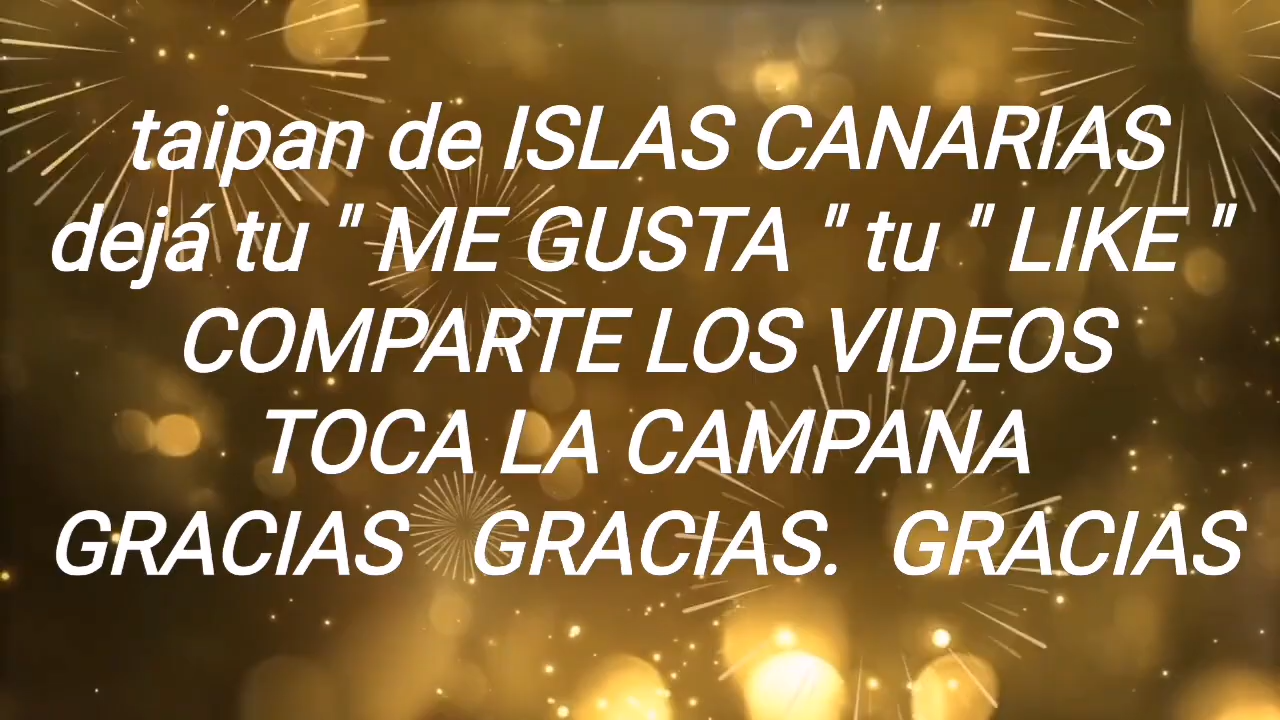 taipan de ISLAS CANARIAS
dejá tu " ME GUSTA " tu " LIKE "
COMPARTE LOS VIDEOS
TOCA LA CAMPANA
GRACIAS GRACIAS. GRACIAS